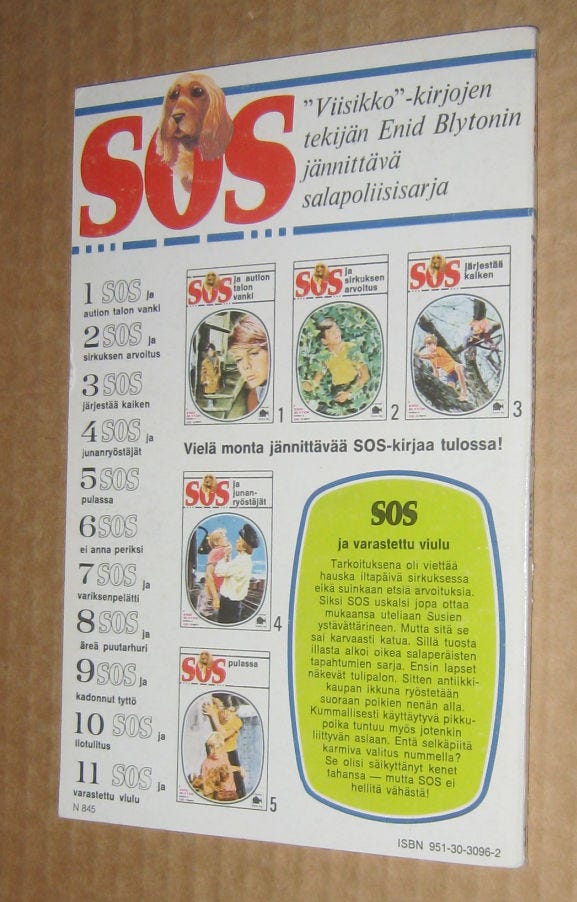 SOS
"Viisikko"-kirjojen
tekijän Enid Blytonin
jännittävä
salapoliisisarja
1 SOS ja
aution talon vanki
2 SOS ja
sirkuksen arvoitus
3 SOS
järjestää kaiken
4 SOS ja
junanryöstäjät
5 SOS
pulassa
6 SOS
ei anna periksi
7 SOS ja
variksenpelätti
8 SOS ja
äreä puutarhuri
9 SOS ja
kadonnut tyttö
10 SOS ja
ilotulitus
11 SOS ja
varastettu viulu
N 845
SOS ja aution
talon
vanki
1
SOS ja
sirkuksen
arvoitus
2
SOS järjestää
kaiken
3
Vielä monta jännittävää SOS-kirjaa tulossa!
SOS ja
junan-
ryöstäjät
4
SOS pulassa
5
SOS
ja varastettu viulu
Tarkoituksena oli viettää
hauska iltapäivä sirkuksessa
eikä suinkaan etsia arvoituksia.
Siksi SOS uskalsi jopa ottaa
mukaansa uteliaan Susien
ystävättärineen. Mutta sitä se
sai karvaasti katua. Sillä tuosta
illasta alkoi oikea salaperäisten
tapahtumien sarja. Ensin lapset
näkevät tulipalon. Sitten antiikki-
kaupan ikkuna ryöstetään
suoraan poikien nenän alla.
Kummallisesti käyttäytyvä pikku-
poika tuntuu myös jotenkin
liittyvän asiaan. Entä selkäpiitä
karmiva valitus nummella?
Se olisi säikyttänyt kenet
tahansa — mutta SOS ei
hellitä vähästä!
ISBN 951-30-3096-2